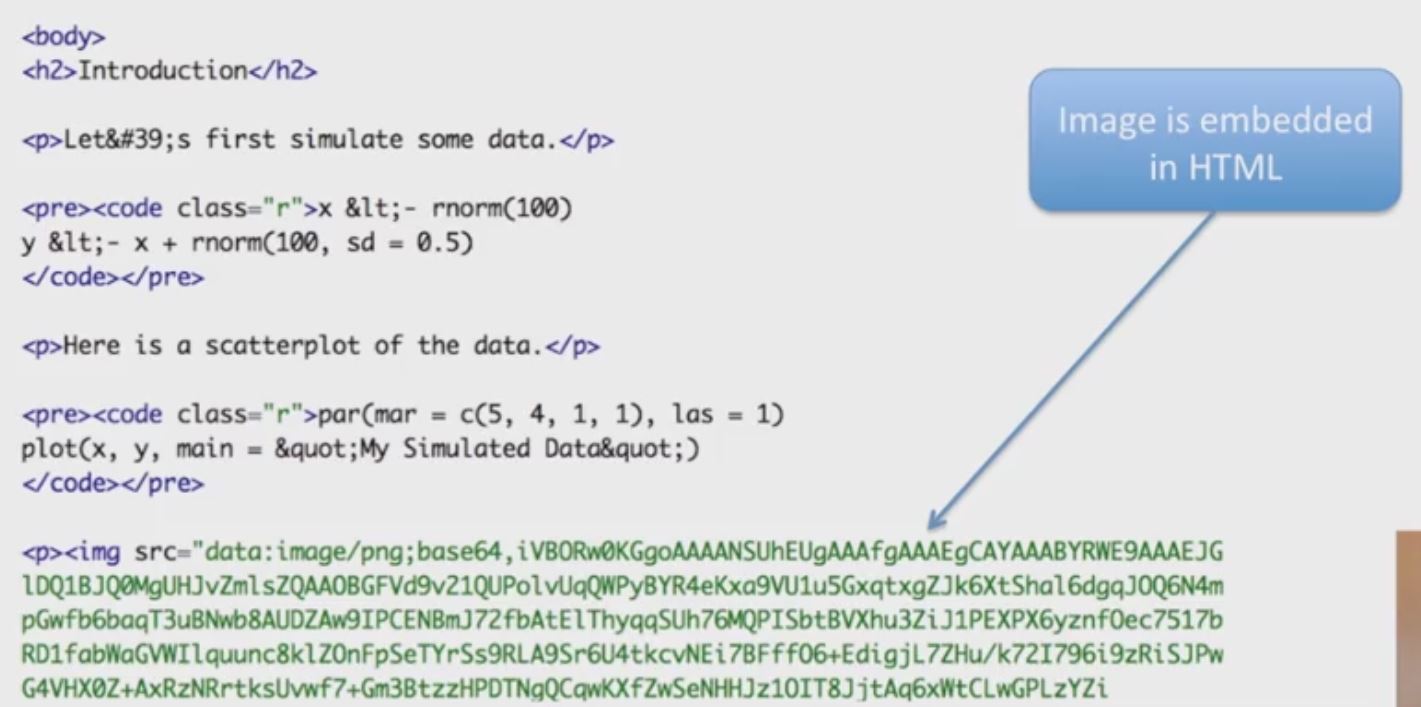 <body>
<h2>Introduction</h2>
<p>Let&#39;s first simulate some data.</p>
<pre><code class="r">x &lt;- rnorm(100)
y &lt;- x + rnorm(100, sd = 0.5)
</code></pre>
<p>Here is a scatterplot of the data.</p>
<pre><code class="r">par(mar = c(5, 4, 1, 1), las = 1)
plot(x, y, main = &quot;My Simulated Data&quot;)
</code></pre>
<p><img src="data:image/png;base64,iVBORw0KGgoAAAANSUhEUgAAAfgAAAEgCAYAAABYRWE9AAAEJG
lDQ1BJQ0MgUHJvZmlsZQAAOBGFVd9v21QUPolvUqQWPyBYR4eKxa9VU1u5GxqtxgZJk6XtShal6dgqJOQ6N4m
pGwfb6baqT3uBNwb8AUDZAw9IPCENBmJ72fbAtElThyqqSUh76MQPISbtBVXhu3ZiJ1PEXPX6yznfOec7517b
RD1fabWaGVWIlquunc8klZOnFpSeTYrSs9RLA9Sr6U4tkcvNEi7BFffO6+EdigjL7ZHu/k72I796i9zRiSJPw
G4VHX0Z+AxRzNRrtksUvwf7+Gm3BtzzHPDTNgQCqwKXfZwSeNHHJz1OIT8JjtAq6xWtCLwGPLzYZi
Image is embedded
in HTML